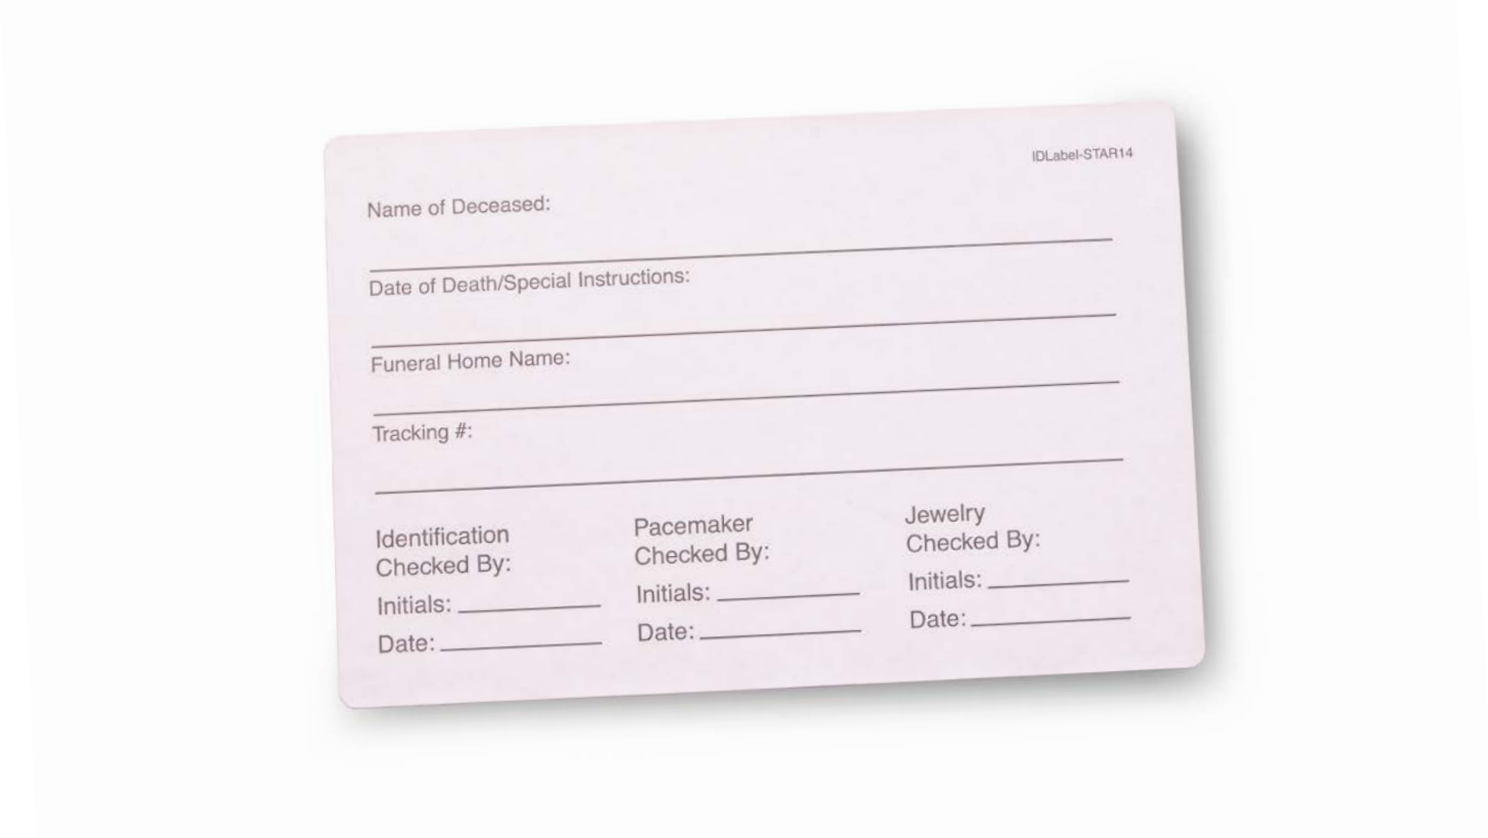 IDLabel-STAR14
Name of Deceased:
Date of Death/Special Instructions:
Funeral Home Name:
Tracking #:
Identification
Checked By:
Initials:
Date:
Pacemaker
Checked By:
Initials:
Date:
Jewelry
Checked By:
Initials:
Date: